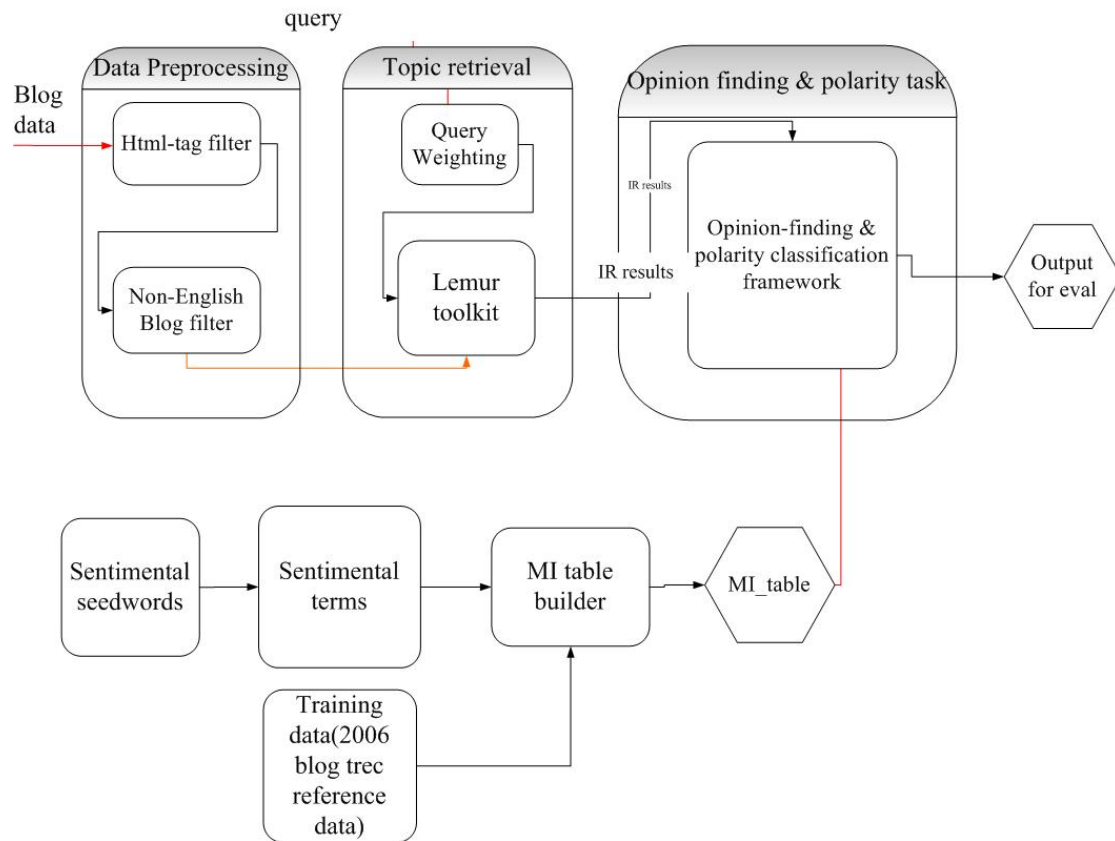 query
Data Preprocessing
Topic retrieval
Opinion finding & polarity task
Blog
data
Html-tag filter
Query
Weighting
IR results
Opinion-finding &
polarity classification
framework
Non-English
Blog filter
Lemur
toolkit
IR results
Output
for eval
Sentimental
seedwords
Sentimental
terms
MI table
builder
MI_table
Training
data(2006
blog trec
reference
data)